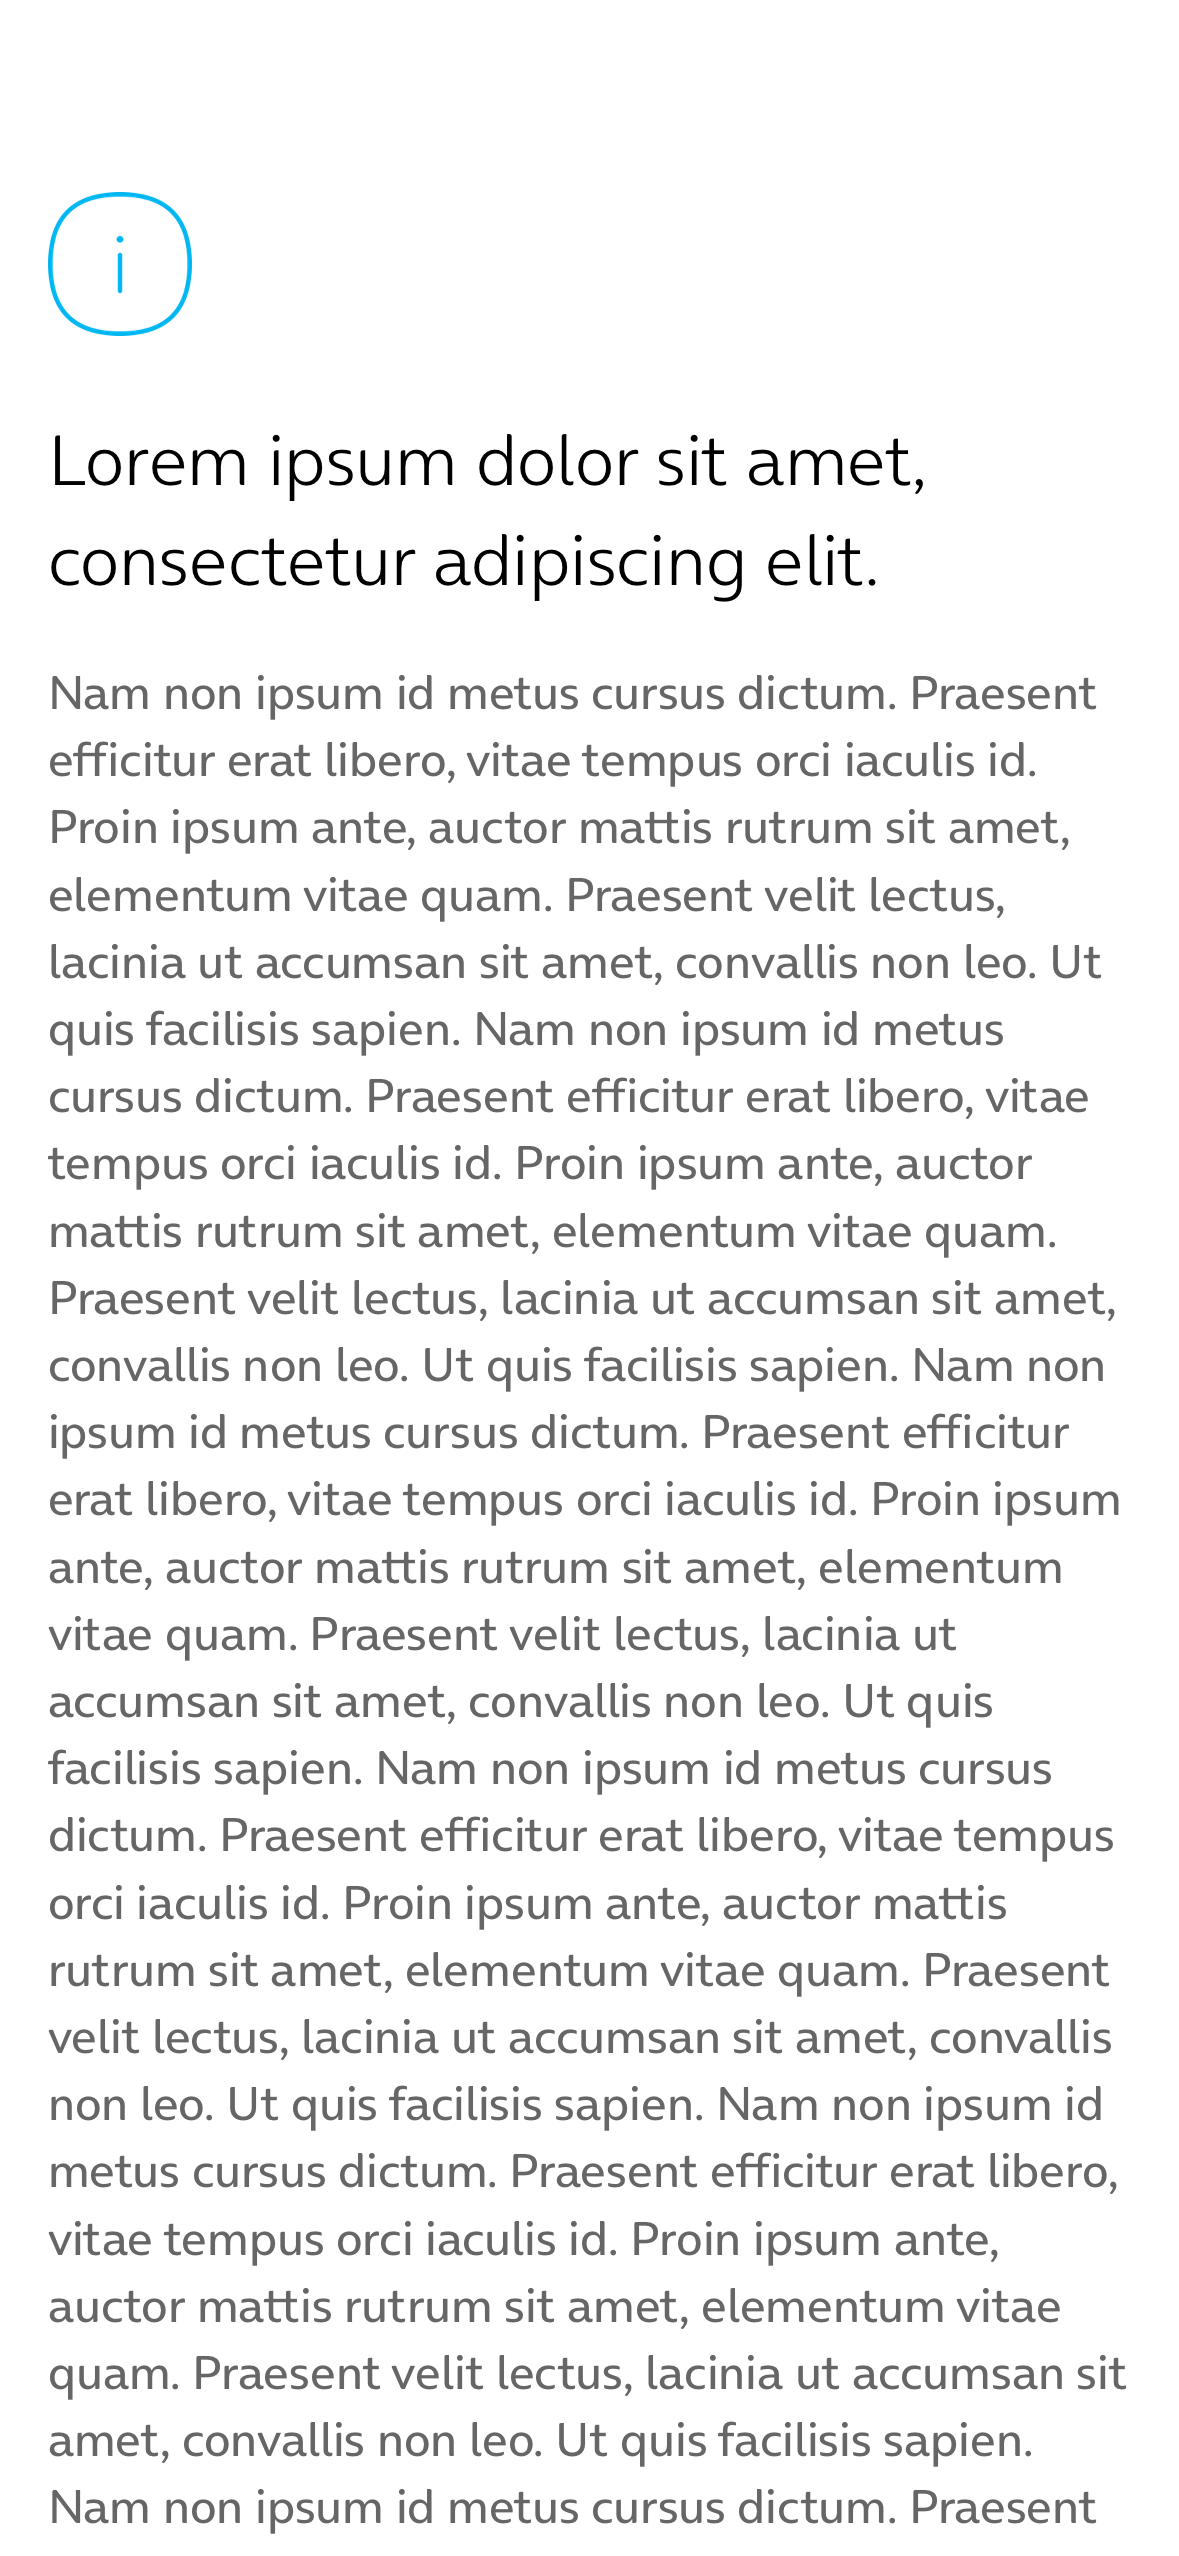 i
Lorem ipsum dolor sit amet,
consectetur adipiscing elit.
Nam non ipsum id metus cursus dictum. Praesent
efficitur erat libero, vitae tempus orci iaculis id.
Proin ipsum ante, auctor mattis rutrum sit amet,
elementum vitae quam. Praesent velit lectus,
lacinia ut accumsan sit amet, convallis non leo. Ut
quis facilisis sapien. Nam non ipsum id metus
cursus dictum. Praesent efficitur erat libero, vitae
tempus orci iaculis id. Proin ipsum ante, auctor
mattis rutrum sit amet, elementum vitae quam.
Praesent velit lectus, lacinia ut accumsan sit amet,
convallis non leo. Ut quis facilisis sapien. Nam non
ipsum id metus cursus dictum. Praesent efficitur
erat libero, vitae tempus orci iaculis id. Proin ipsum
ante, auctor mattis rutrum sit amet, elementum
vitae quam. Praesent velit lectus, lacinia ut
accumsan sit amet, convallis non leo. Ut quis
facilisis sapien. Nam non ipsum id metus cursus
dictum. Praesent efficitur erat libero, vitae tempus
orci iaculis id. Proin ipsum ante, auctor mattis
rutrum sit amet, elementum vitae quam. Praesent
velit lectus, lacinia ut accumsan sit amet, convallis
non leo. Ut quis facilisis sapien. Nam non ipsum id
metus cursus dictum. Praesent efficitur erat libero,
vitae tempus orci iaculis id. Proin ipsum ante,
auctor mattis rutrum sit amet, elementum vitae
quam. Praesent velit lectus, lacinia ut accumsan sit
amet, convallis non leo. Ut quis facilisis sapien.
Nam non ipsum id metus cursus dictum. Praesent